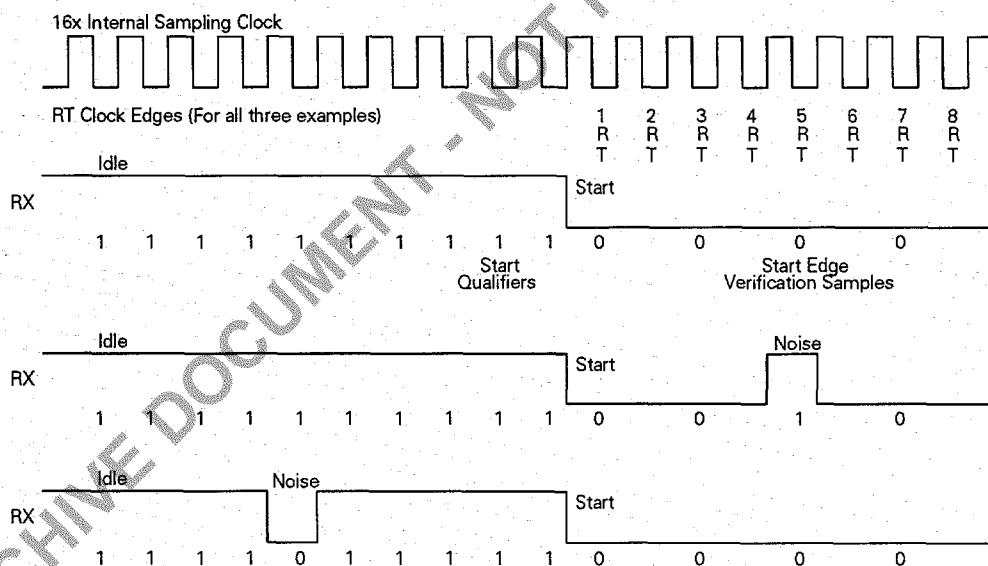 16x Internal Sampling Clock
RT Clock Edges (For all three examples)
1 2 3 4 5 6 7 8
R R R R R R R R
T T T T T T T T
Idle
Start
RX
1 1 1 1 1 1 1 1 1 1 0 0 0 0
Start
Qualifiers
Start Edge
Verification Samples
Idle
Noise
Start
RX
1 1 1 1 1 1 1 1 1 1 0 0 1 0
Idle
Noise
Start
RX
1 1 1 1 0 1 1 1 1 1 0 0 0 0
CHIVE DOCUMENT - NOT